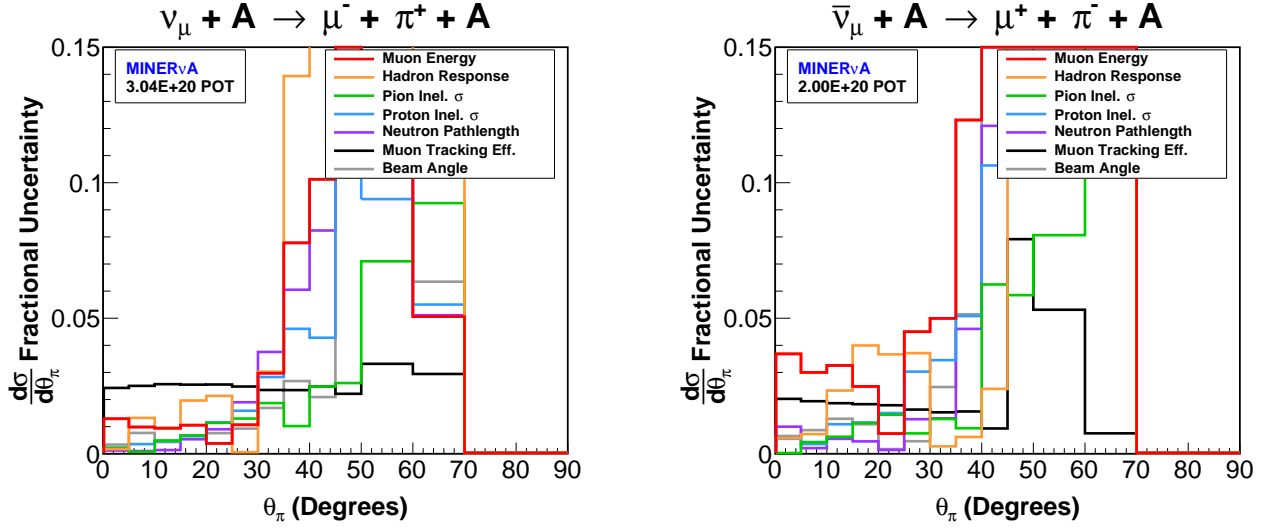 νμ + A → μ- + π+ + A
0.15
0.1
0.05
0
dσ/dθπ Fractional Uncertainty
MINERνA
3.04E+20 POT
Muon Energy
Hadron Response
Pion Inel. σ
Proton Inel. σ
Neutron Pathlength
Muon Tracking Eff.
Beam Angle
0 10 20 30 40 50 60 70 80 90
θπ (Degrees)
ν̄μ + A → μ+ + π- + A
0.15
0.1
0.05
0
dσ/dθπ Fractional Uncertainty
MINERνA
2.00E+20 POT
Muon Energy
Hadron Response
Pion Inel. σ
Proton Inel. σ
Neutron Pathlength
Muon Tracking Eff.
Beam Angle
0 10 20 30 40 50 60 70 80 90
θπ (Degrees)